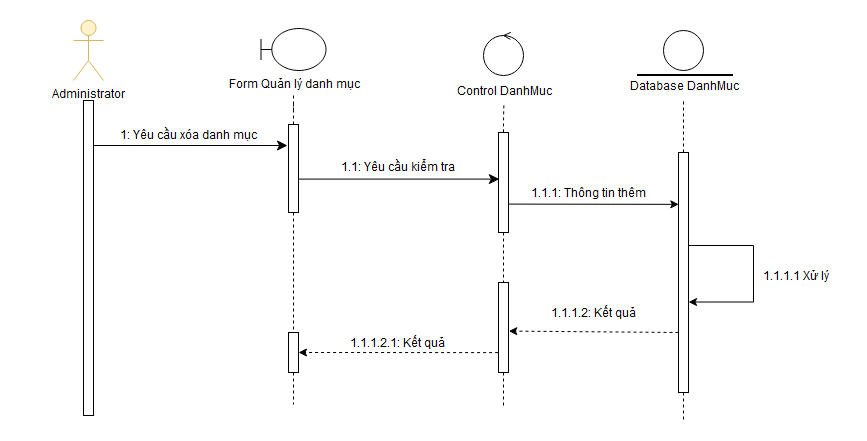 Administrator
Form Quản lý danh mục
Control DanhMuc
Database DanhMuc
1: Yêu cầu xóa danh mục
1.1: Yêu cầu kiểm tra
1.1.1: Thông tin thêm
1.1.1.1 Xử lý
1.1.1.2: Kết quả
1.1.1.2.1: Kết quả